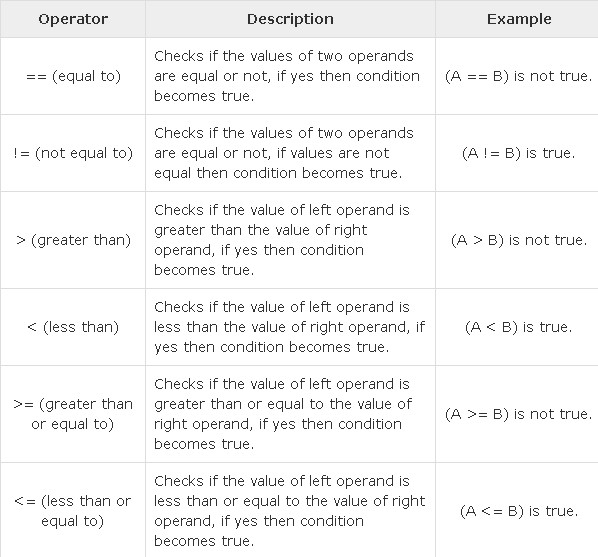 Operator Description Example
== (equal to)
Checks if the values of two operands
are equal or not, if yes then condition
becomes true.
(A == B) is not true.
!= (not equal to)
Checks if the values of two operands
are equal or not, if values are not
equal then condition becomes true.
(A != B) is true.
> (greater than)
Checks if the value of left operand is
greater than the value of right
operand, if yes then condition
becomes true.
(A > B) is not true.
< (less than)
Checks if the value of left operand is
less than the value of right operand, if
yes then condition becomes true.
(A < B) is true.
>= (greater than
or equal to)
Checks if the value of left operand is
greater than or equal to the value of
right operand, if yes then condition
becomes true.
(A >= B) is not true.
<= (less than or
equal to)
Checks if the value of left operand is
less than or equal to the value of right
operand, if yes then condition
becomes true.
(A <= B) is true.